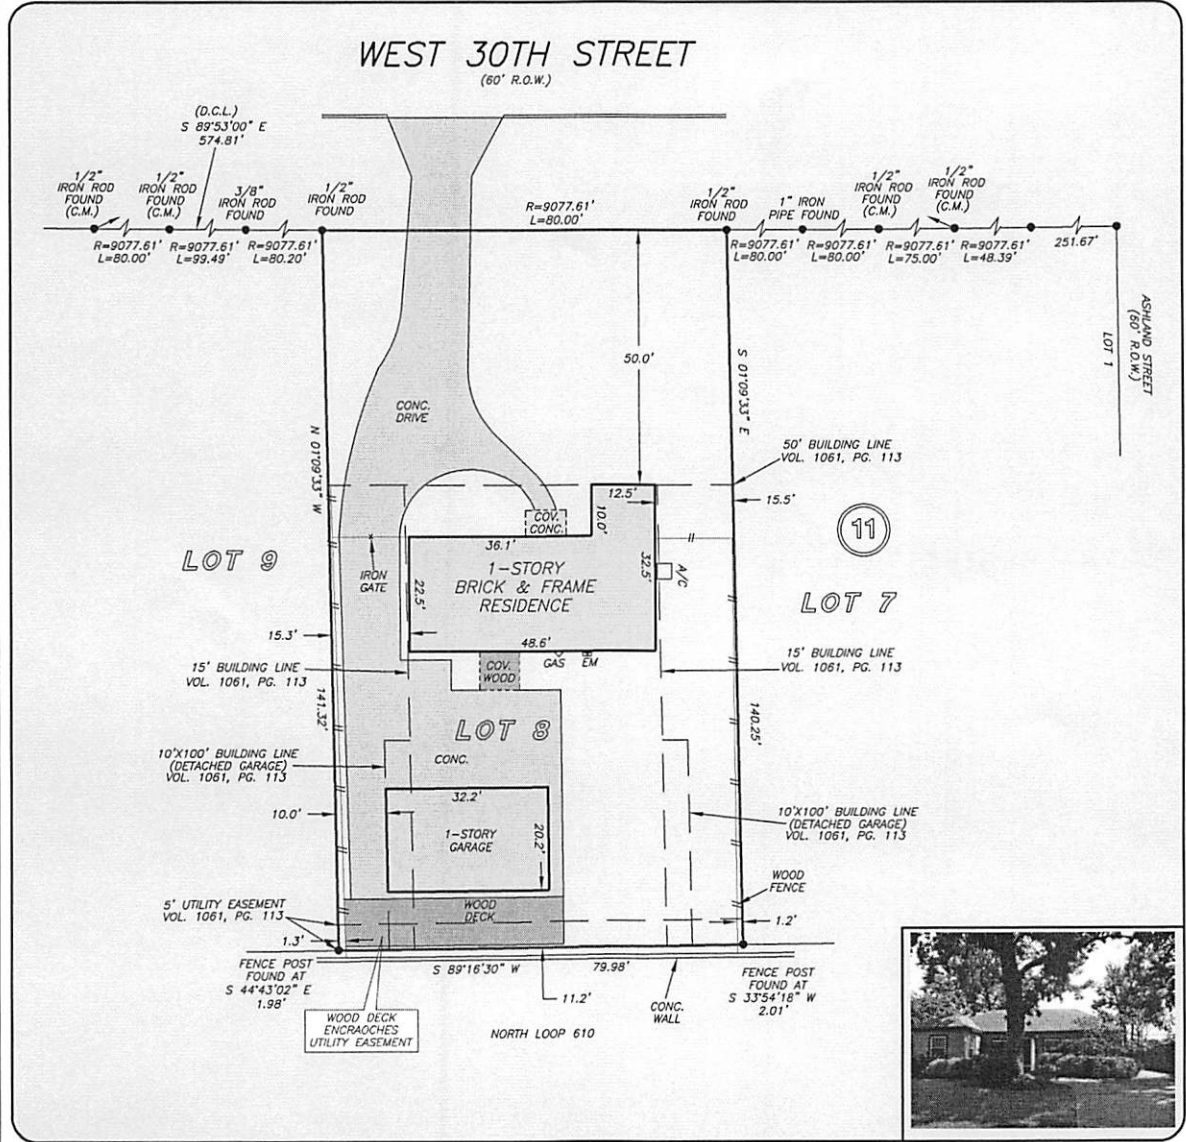 WEST 30TH STREET
(60' R.O.W.)
(D.C.L.)
S 89°53'00" E
574.81'
1/2"
IRON ROD
FOUND
(C.M.)
1/2"
IRON ROD
FOUND
(C.M.)
3/8"
IRON ROD
FOUND
1/2"
IRON ROD
FOUND
R=9077.61'
L=80.00'
1/2"
IRON ROD
FOUND
1" IRON
PIPE FOUND
1/2"
IRON ROD
FOUND
(C.M.)
1/2"
IRON ROD
FOUND
(C.M.)
R=9077.61'
L=80.00'
R=9077.61'
L=99.49'
R=9077.61'
L=80.20'
R=9077.61'
L=80.00'
R=9077.61'
L=80.00'
R=9077.61'
L=75.00'
R=9077.61'
L=48.39'
251.67'
ASHLAND STREET
(60' R.O.W.)
LOT 1
50.0'
S 01°09'33" E
CONC.
DRIVE
N 01°09'33" W
50' BUILDING LINE
VOL. 1061, PG. 113
15.5'
11
12.5'
10.0'
COV.
CONC.
36.1'
LOT 9
IRON
GATE
22.5'
1-STORY
BRICK & FRAME
RESIDENCE
32.5'
A/C
LOT 7
15.3'
48.6'
GAS
EM
15' BUILDING LINE
VOL. 1061, PG. 113
COV.
WOOD
15' BUILDING LINE
VOL. 1061, PG. 113
141.32'
140.25'
LOT 8
10'X100' BUILDING LINE
(DETACHED GARAGE)
VOL. 1061, PG. 113
CONC.
32.2'
10.0'
1-STORY
GARAGE
20.2'
10'X100' BUILDING LINE
(DETACHED GARAGE)
VOL. 1061, PG. 113
WOOD
FENCE
5' UTILITY EASEMENT
VOL. 1061, PG. 113
WOOD
DECK
1.2'
1.3'
FENCE POST
FOUND AT
S 44°43'02" E
1.98'
S 89°16'30" W
79.98'
11.2'
CONC.
WALL
FENCE POST
FOUND AT
S 33°54'18" W
2.01'
WOOD DECK
ENCRAOCHES
UTILITY EASEMENT
NORTH LOOP 610